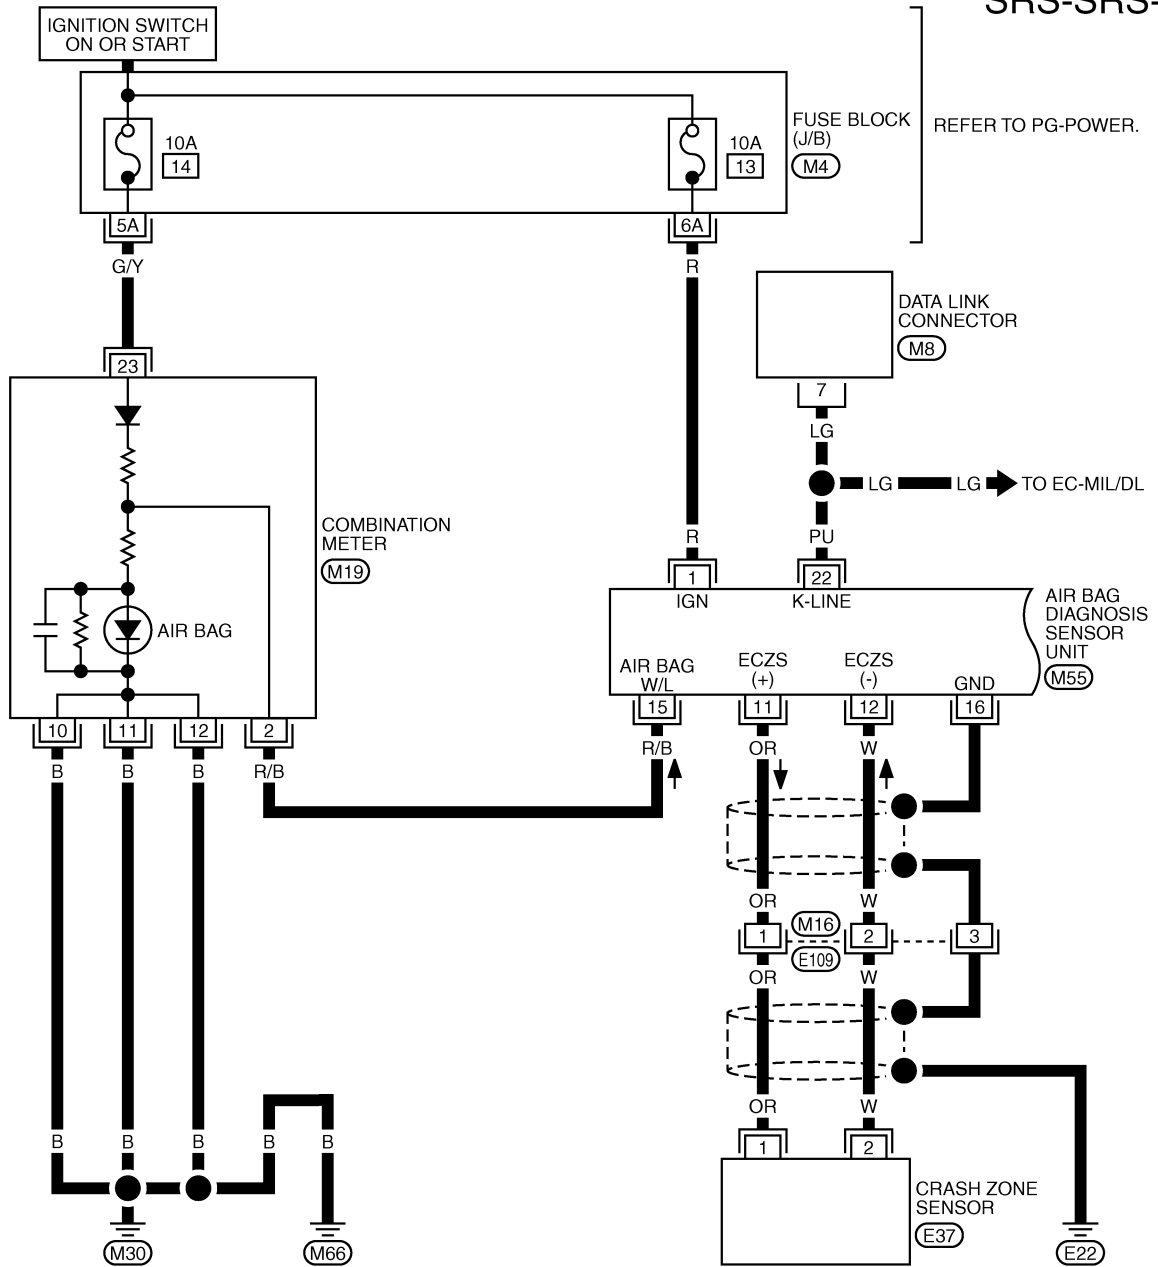 SRS-SRS-
IGNITION SWITCH
ON OR START
10A
14
10A
13
FUSE BLOCK
(J/B)
M4
REFER TO PG-POWER.
5A
6A
G/Y
R
DATA LINK
CONNECTOR
M8
7
LG
LG
LG
TO EC-MIL/DL
23
COMBINATION
METER
M19
AIR BAG
R
PU
1
22
IGN
K-LINE
AIR BAG
DIAGNOSIS
SENSOR
UNIT
M55
AIR BAG
W/L
ECZS
(+)
ECZS
(-)
GND
15
11
12
16
10
11
12
2
R/B
OR
W
B
B
B
R/B
OR
W
M16
1
2
3
E109
OR
W
OR
W
B
B
B
B
B
1
2
CRASH ZONE
SENSOR
E37
M30
M66
E22